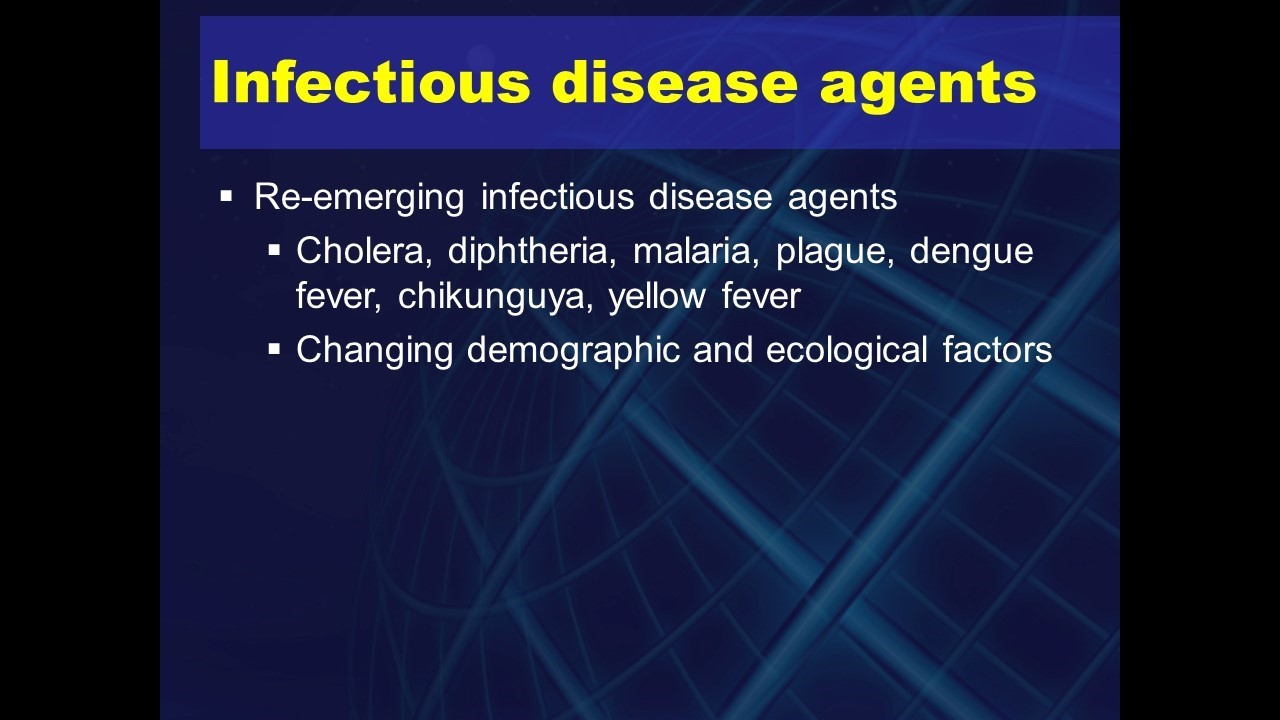 Infectious disease agents
▪ Re-emerging infectious disease agents
▪ Cholera, diphtheria, malaria, plague, dengue
fever, chikunguya, yellow fever
▪ Changing demographic and ecological factors